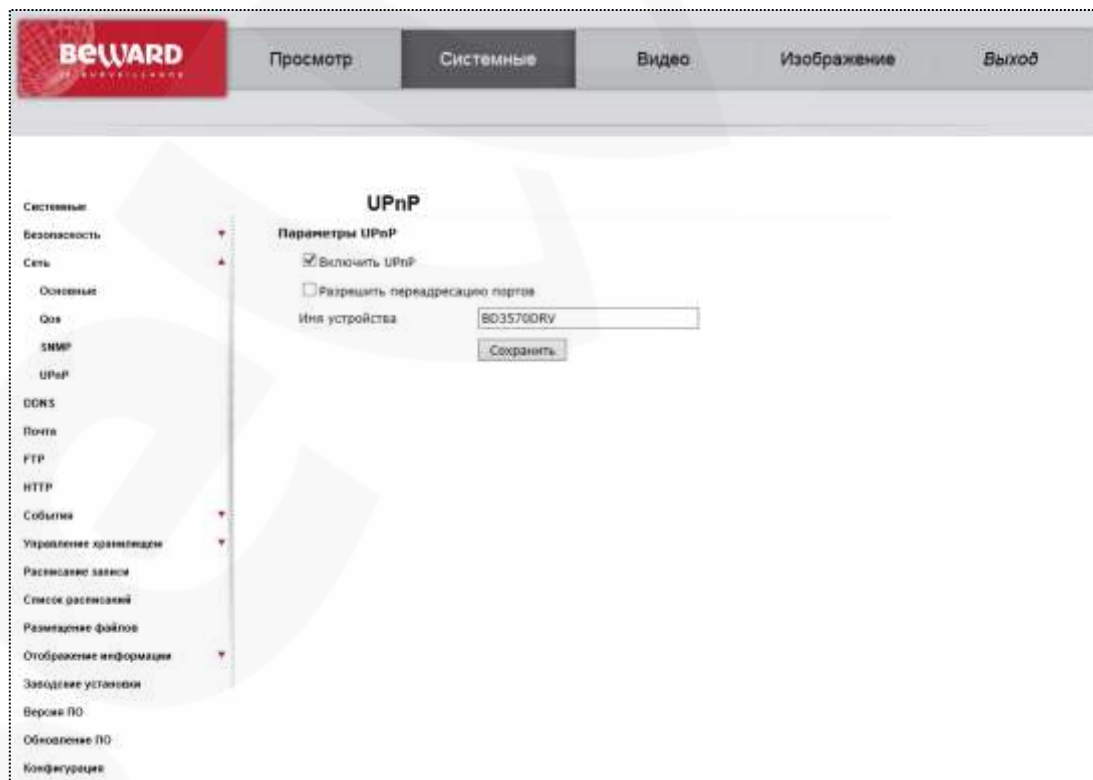 BEWARD
IP SURVEILLANCE
Просмотр
Системные
Видео
Изображение
Выход
Системные
Безопасность
Сеть
Основные
Qos
SNMP
UPnP
DDNS
Почта
FTP
HTTP
События
Управление хранилищем
Расписание записи
Список расписаний
Размещение файлов
Отображение информации
Заводские установки
Версия ПО
Обновление ПО
Конфигурация
UPnP
Параметры UPnP
Включить UPnP
Разрешить переадресацию портов
Имя устройства
BD3570DRV
Сохранить